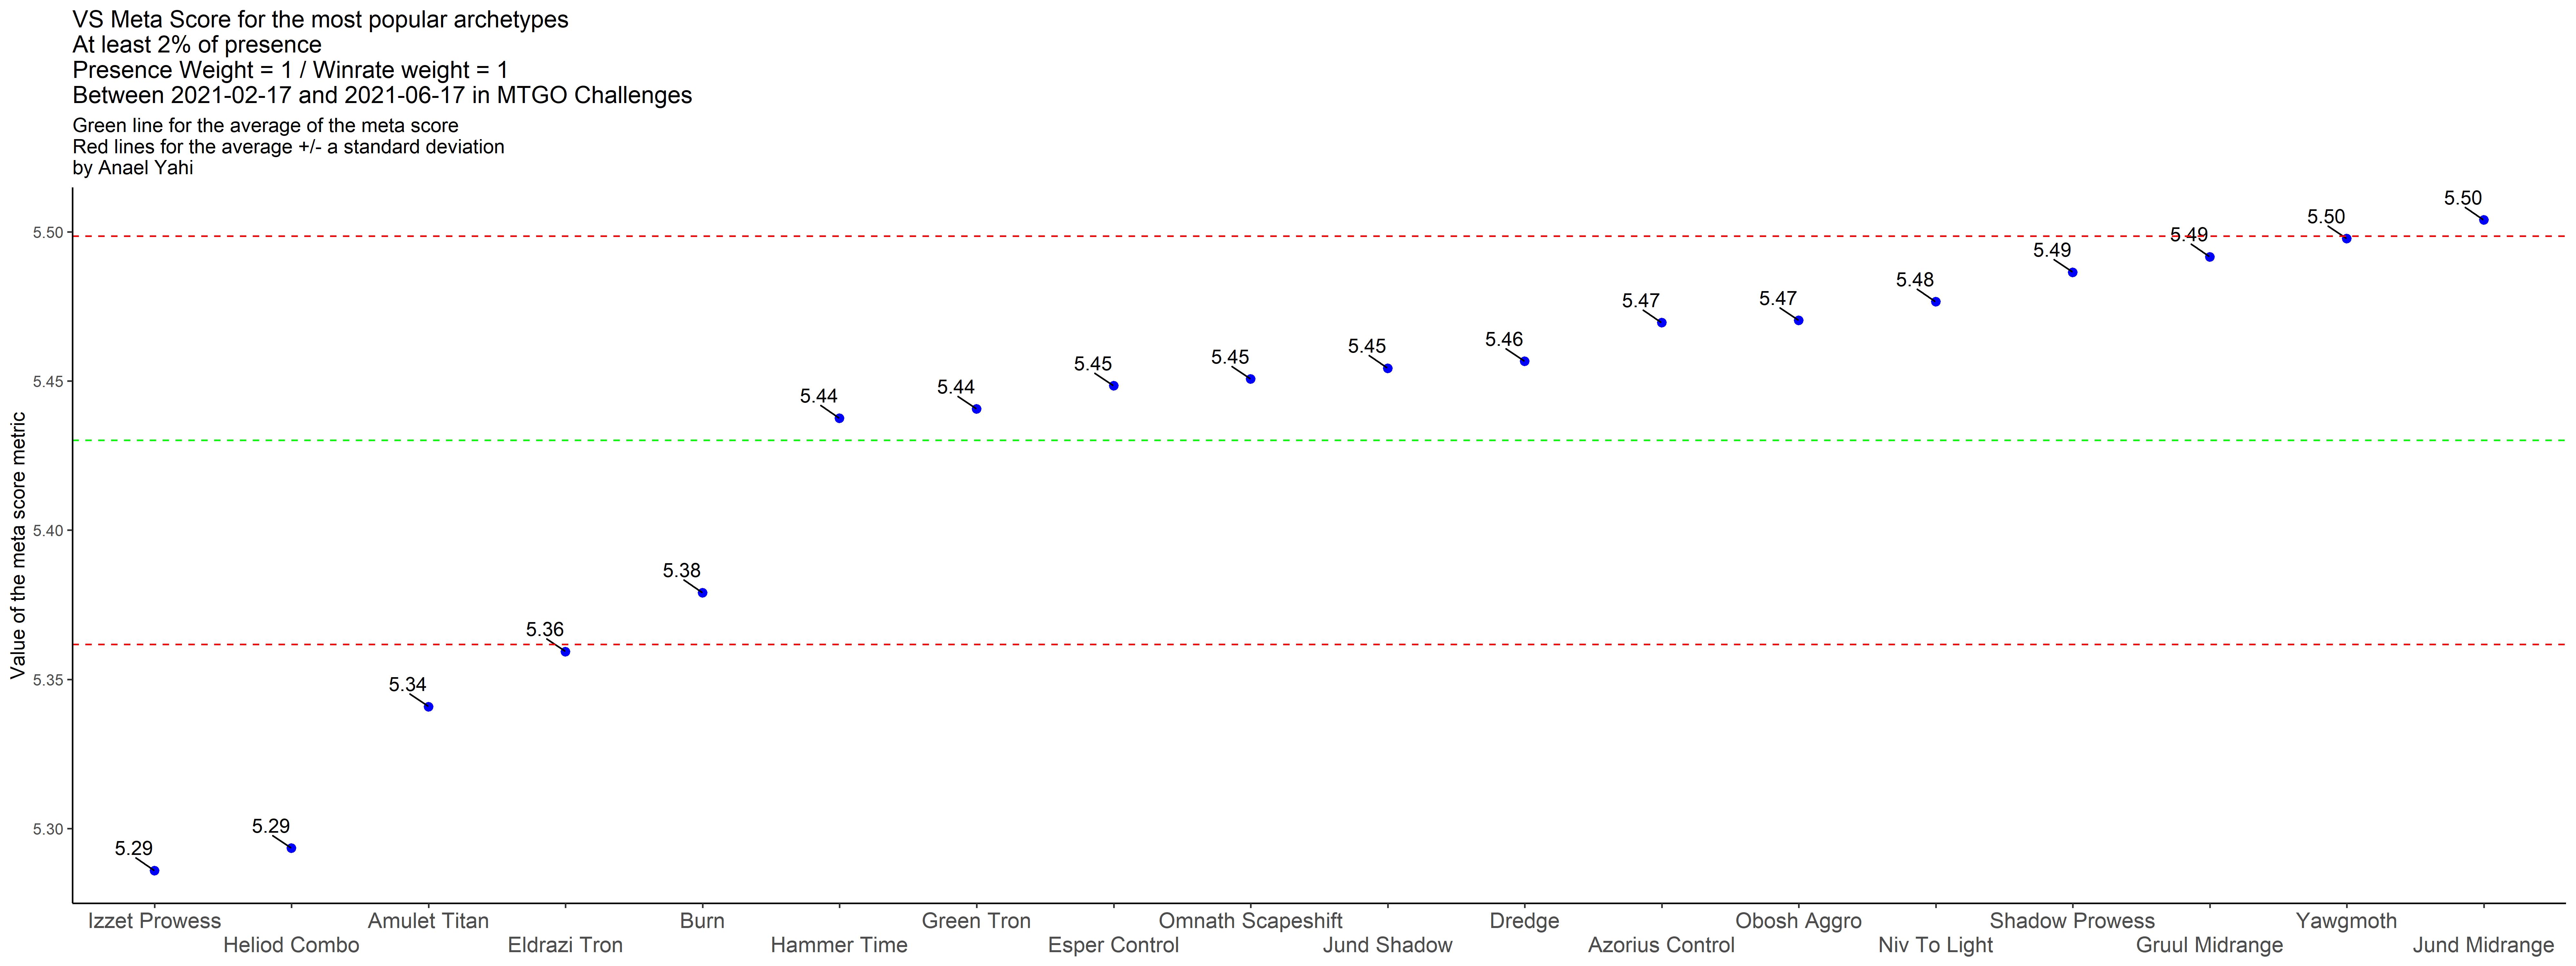 VS Meta Score for the most popular archetypes
At least 2% of presence
Presence Weight = 1 / Winrate weight = 1
Between 2021-02-17 and 2021-06-17 in MTGO Challenges
Green line for the average of the meta score
Red lines for the average +/- a standard deviation
by Anael Yahi
Value of the meta score metric
5.50
5.45
5.40
5.35
5.30
5.29
5.29
5.34
5.36
5.38
5.44
5.44
5.45
5.45
5.45
5.46
5.47
5.47
5.48
5.49
5.49
5.50
5.50
Izzet Prowess
Heliod Combo
Amulet Titan
Eldrazi Tron
Burn
Hammer Time
Green Tron
Esper Control
Omnath Scapeshift
Jund Shadow
Dredge
Azorius Control
Obosh Aggro
Niv To Light
Shadow Prowess
Gruul Midrange
Yawgmoth
Jund Midrange